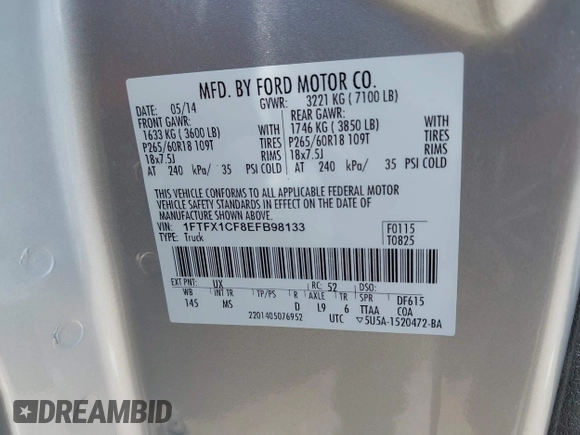 MFD. BY FORD MOTOR CO.
DATE: 05/14 GVWR: 3221 KG ( 7100 LB)
FRONT GAWR: REAR GAWR:
1633 KG ( 3600 LB) WITH 1746 KG ( 3850 LB) WITH
P265/60R18 109T TIRES P265/60R18 109T TIRES
18x7.5J RIMS 18x7.5J RIMS
AT 240 kPa/ 35 PSI COLD AT 240 kPa/ 35 PSI COLD
THIS VEHICLE CONFORMS TO ALL APPLICABLE FEDERAL MOTOR
VEHICLE SAFETY STANDARDS IN EFFECT ON THE DATE OF
MANUFACTURE SHOWN ABOVE.
VIN: 1FTFX1CF8EFB98133 F0115
TYPE: Truck T0825
EXT PNT: UX RC: 52 DSO:
WB TP/PS R AXLE TR SPR DF615
145 MS D L9 6 TTAA COA
2201405076952 UTC ▽5U5A-1520472-BA
DREAMBID